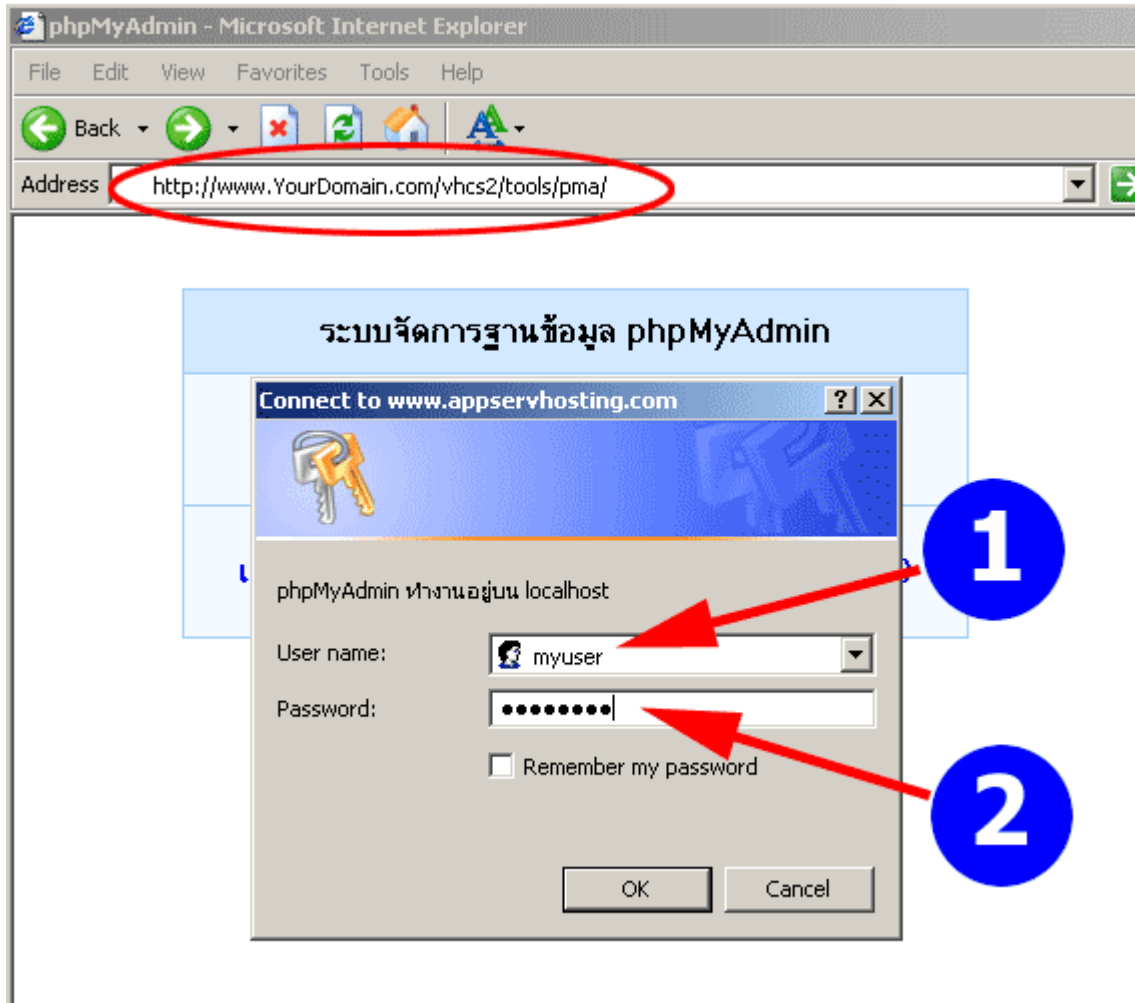 phpMyAdmin - Microsoft Internet Explorer
File Edit View Favorites Tools Help
Back
Address http://www.YourDomain.com/vhcs2/tools/pma/
ระบบจัดการฐานข้อมูล phpMyAdmin
Connect to www.appservhosting.com
1
phpMyAdmin ทำงานอยู่บน localhost
User name: myuser
Password: ••••••••
Remember my password
2
OK Cancel